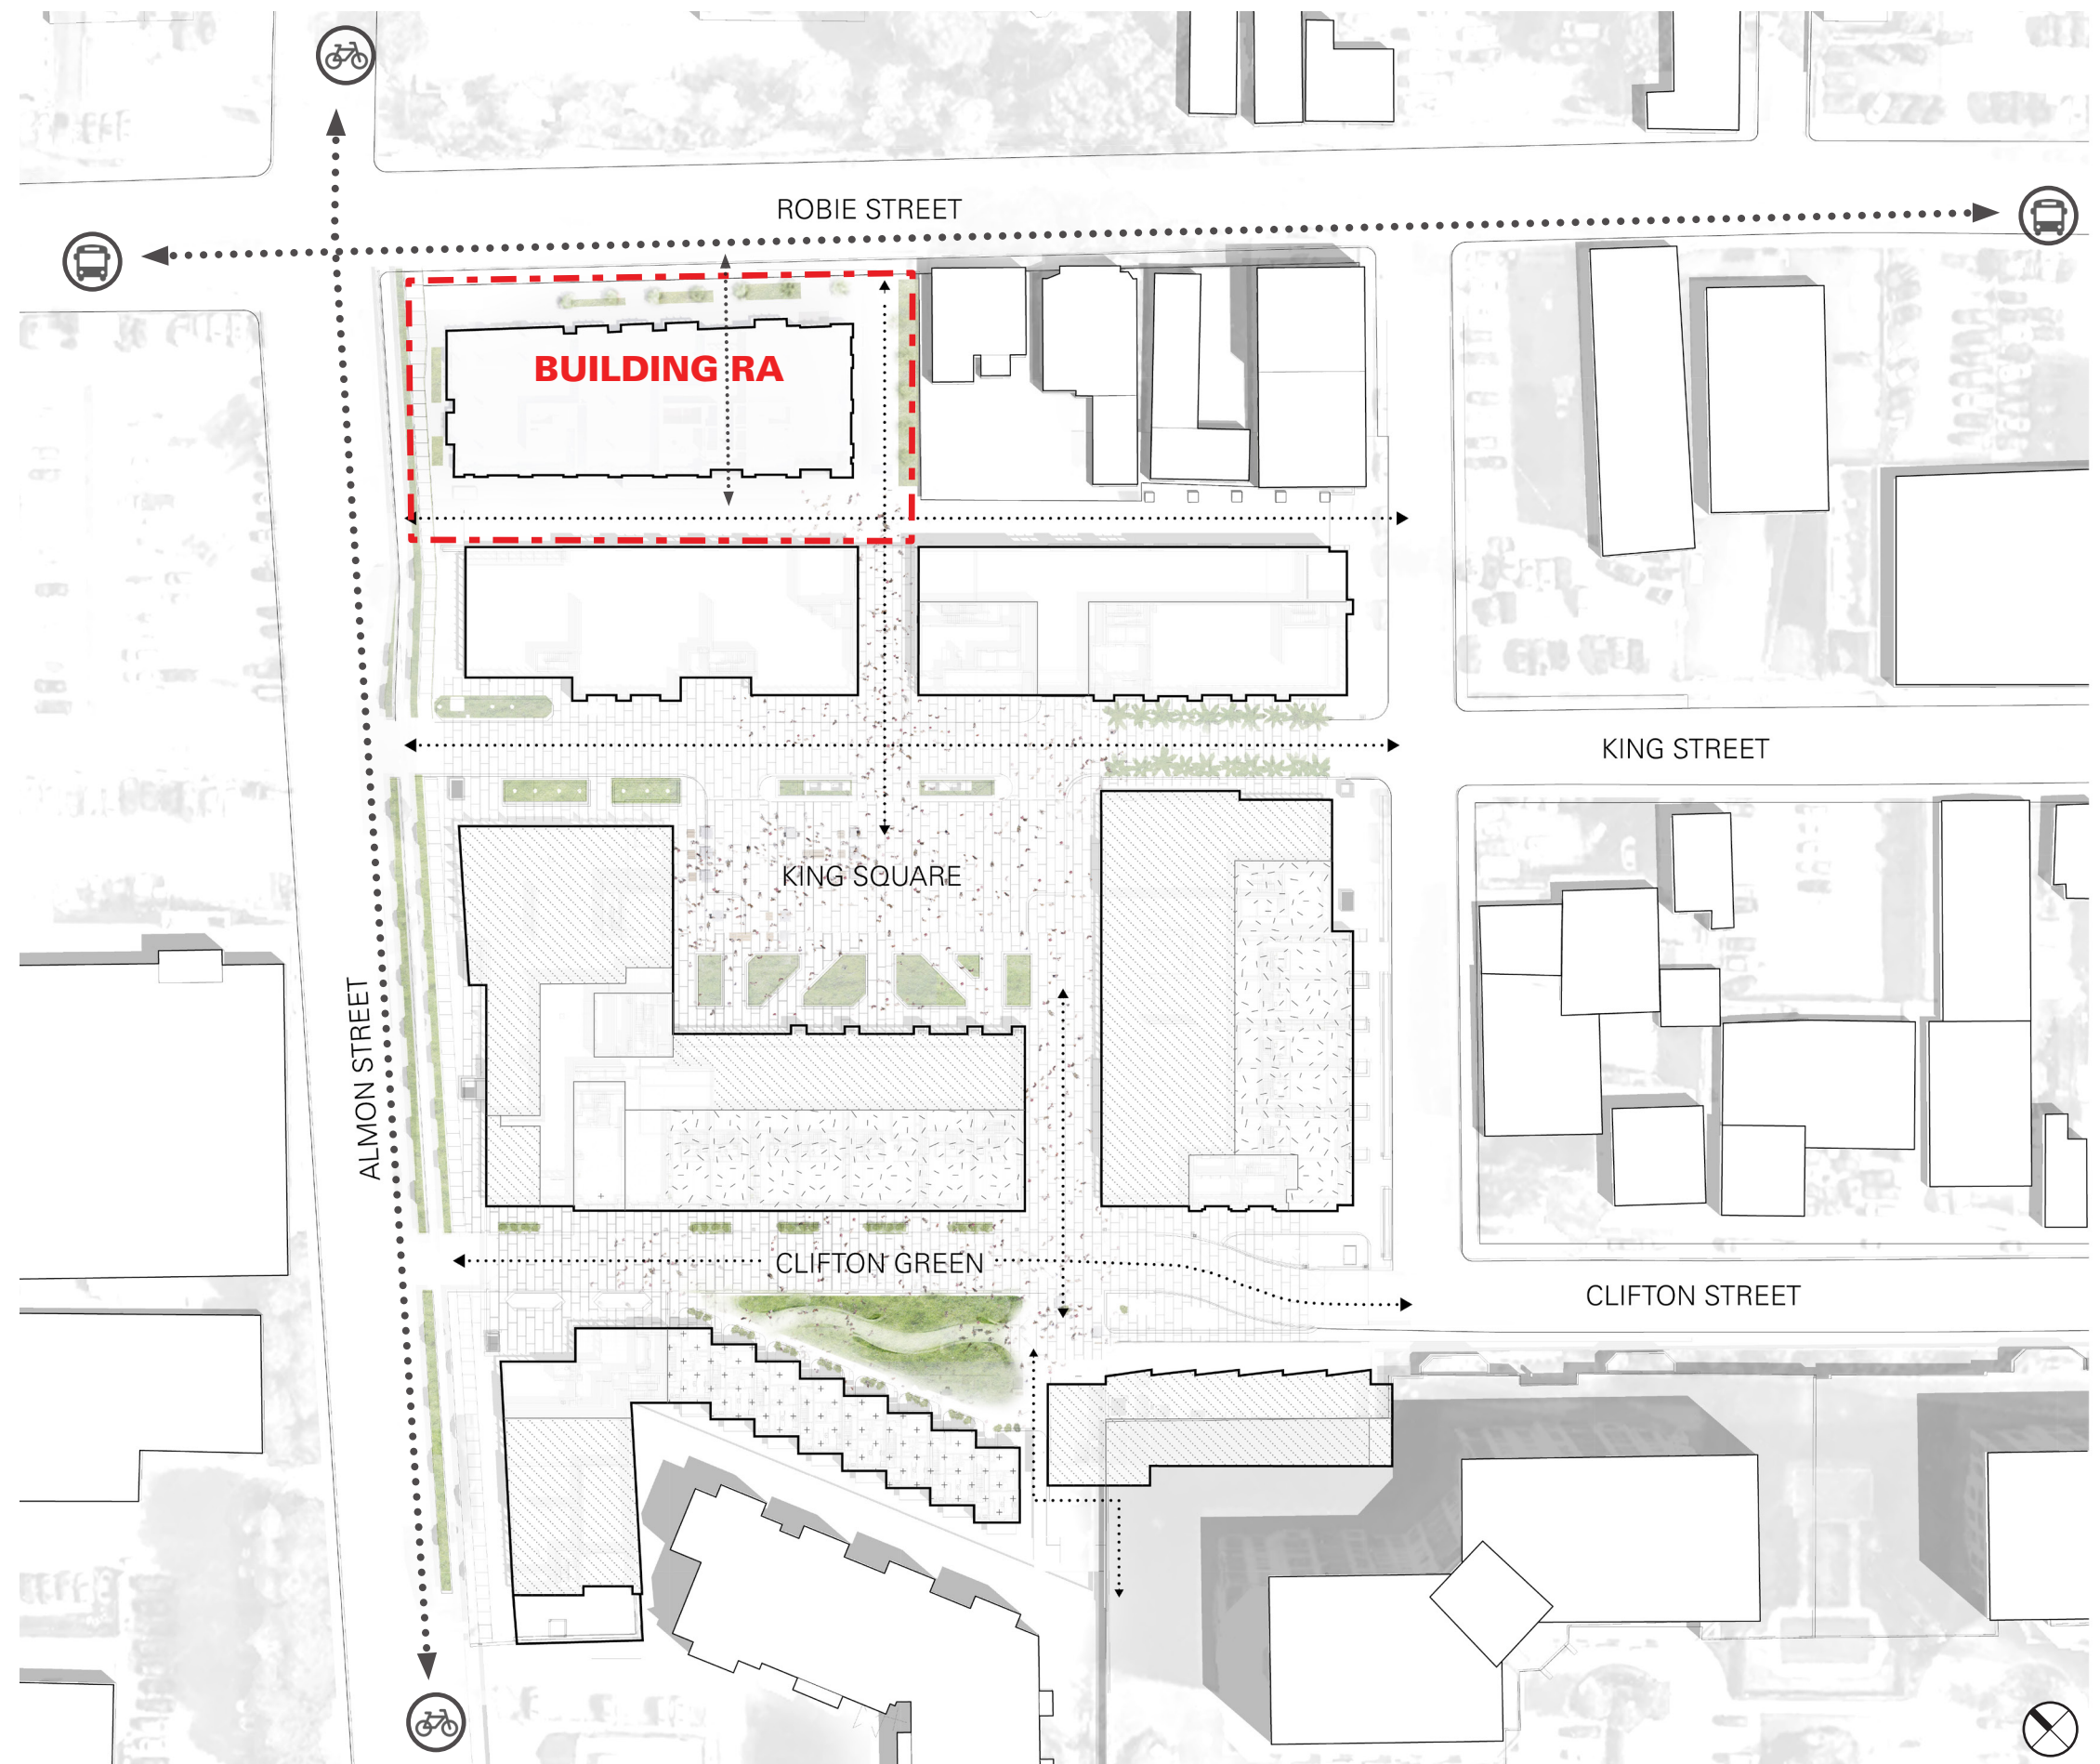 ROBIE STREET
BUILDING RA
KING STREET
KING SQUARE
ALMON STREET
CLIFTON GREEN
CLIFTON STREET